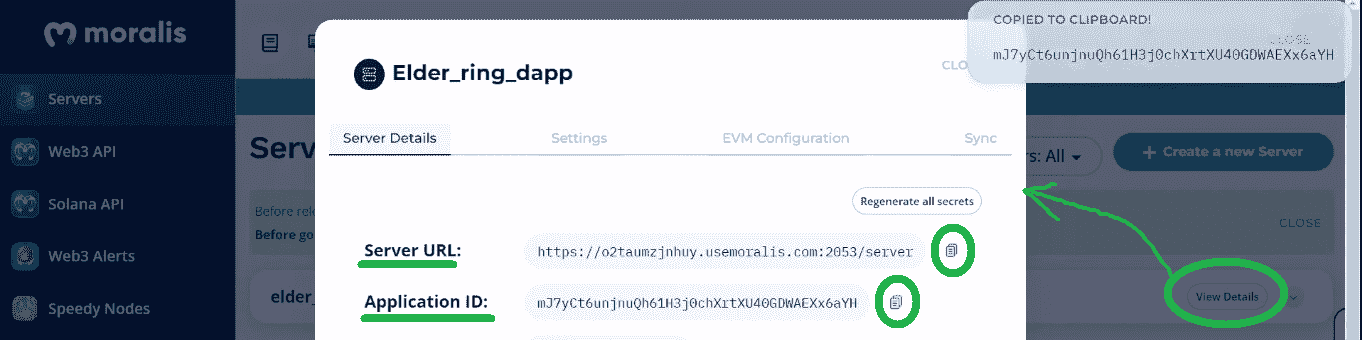 moralis
COPIED TO CLIPBOARD!
CLOSE
mJ7yCt6unjnuQh61H3j0chXrtXU40GDWAEXx6aYH
Elder_ring_dapp
CLO
Servers
Server Details
Settings
EVM Configuration
Sync
Web3 API
Serv
rs: All
+ Create a new Server
Solana API
Regenerate all secrets
Before rele
Before go
CLOSE
Server URL:
https://o2taumzjnhuy.usemoralis.com:2053/server
Web3 Alerts
elder_
Application ID:
mJ7yCt6unjnuQh61H3j0chXrtXU40GDWAEXx6aYH
View Details
Speedy Nodes